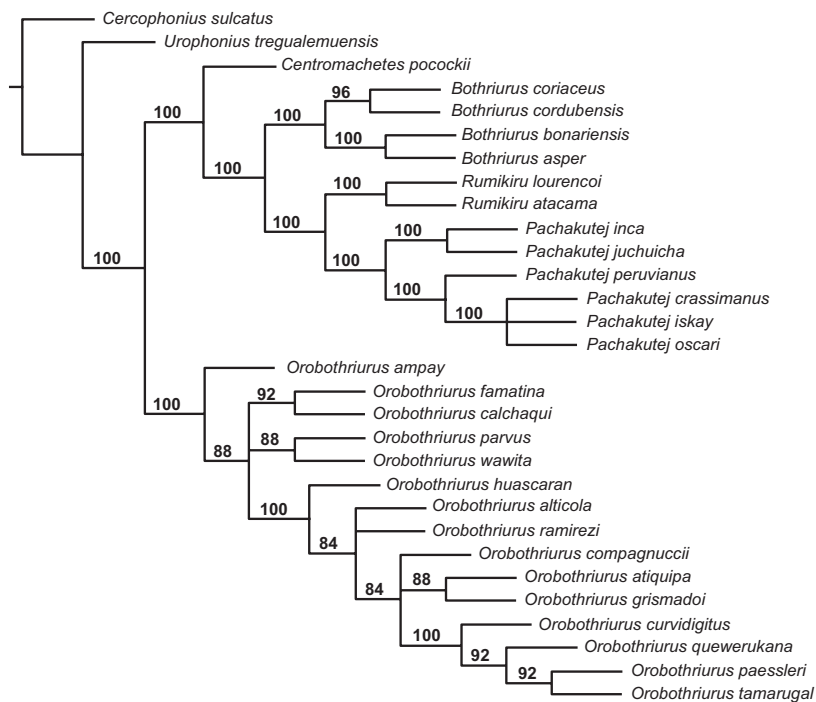 Cercophonius sulcatus
Urophonius tregualemuensis
Centromachetes pocockii
96 Bothriurus coriaceus
100 100 Bothriurus cordubensis
Bothriurus bonariensis
100
Bothriurus asper
100
100 Rumikiru lourencoi
Rumikiru atacama
100
100 Pachakutej inca
Pachakutej juchuicha
100 100
Pachakutej peruvianus
100
Pachakutej crassimanus
100
Pachakutej iskay
Pachakutej oscari
Orobothriurus ampay
92 Orobothriurus famatina
100
Orobothriurus calchaqui
88 88 Orobothriurus parvus
Orobothriurus wawita
Orobothriurus huascaran
100 Orobothriurus alticola
Orobothriurus ramirezi
84
Orobothriurus compagnuccii
88 Orobothriurus atiquipa
84
Orobothriurus grismadoi
Orobothriurus curvidigitus
100
Orobothriurus quewerukana
92
92 Orobothriurus paessleri
Orobothriurus tamarugal